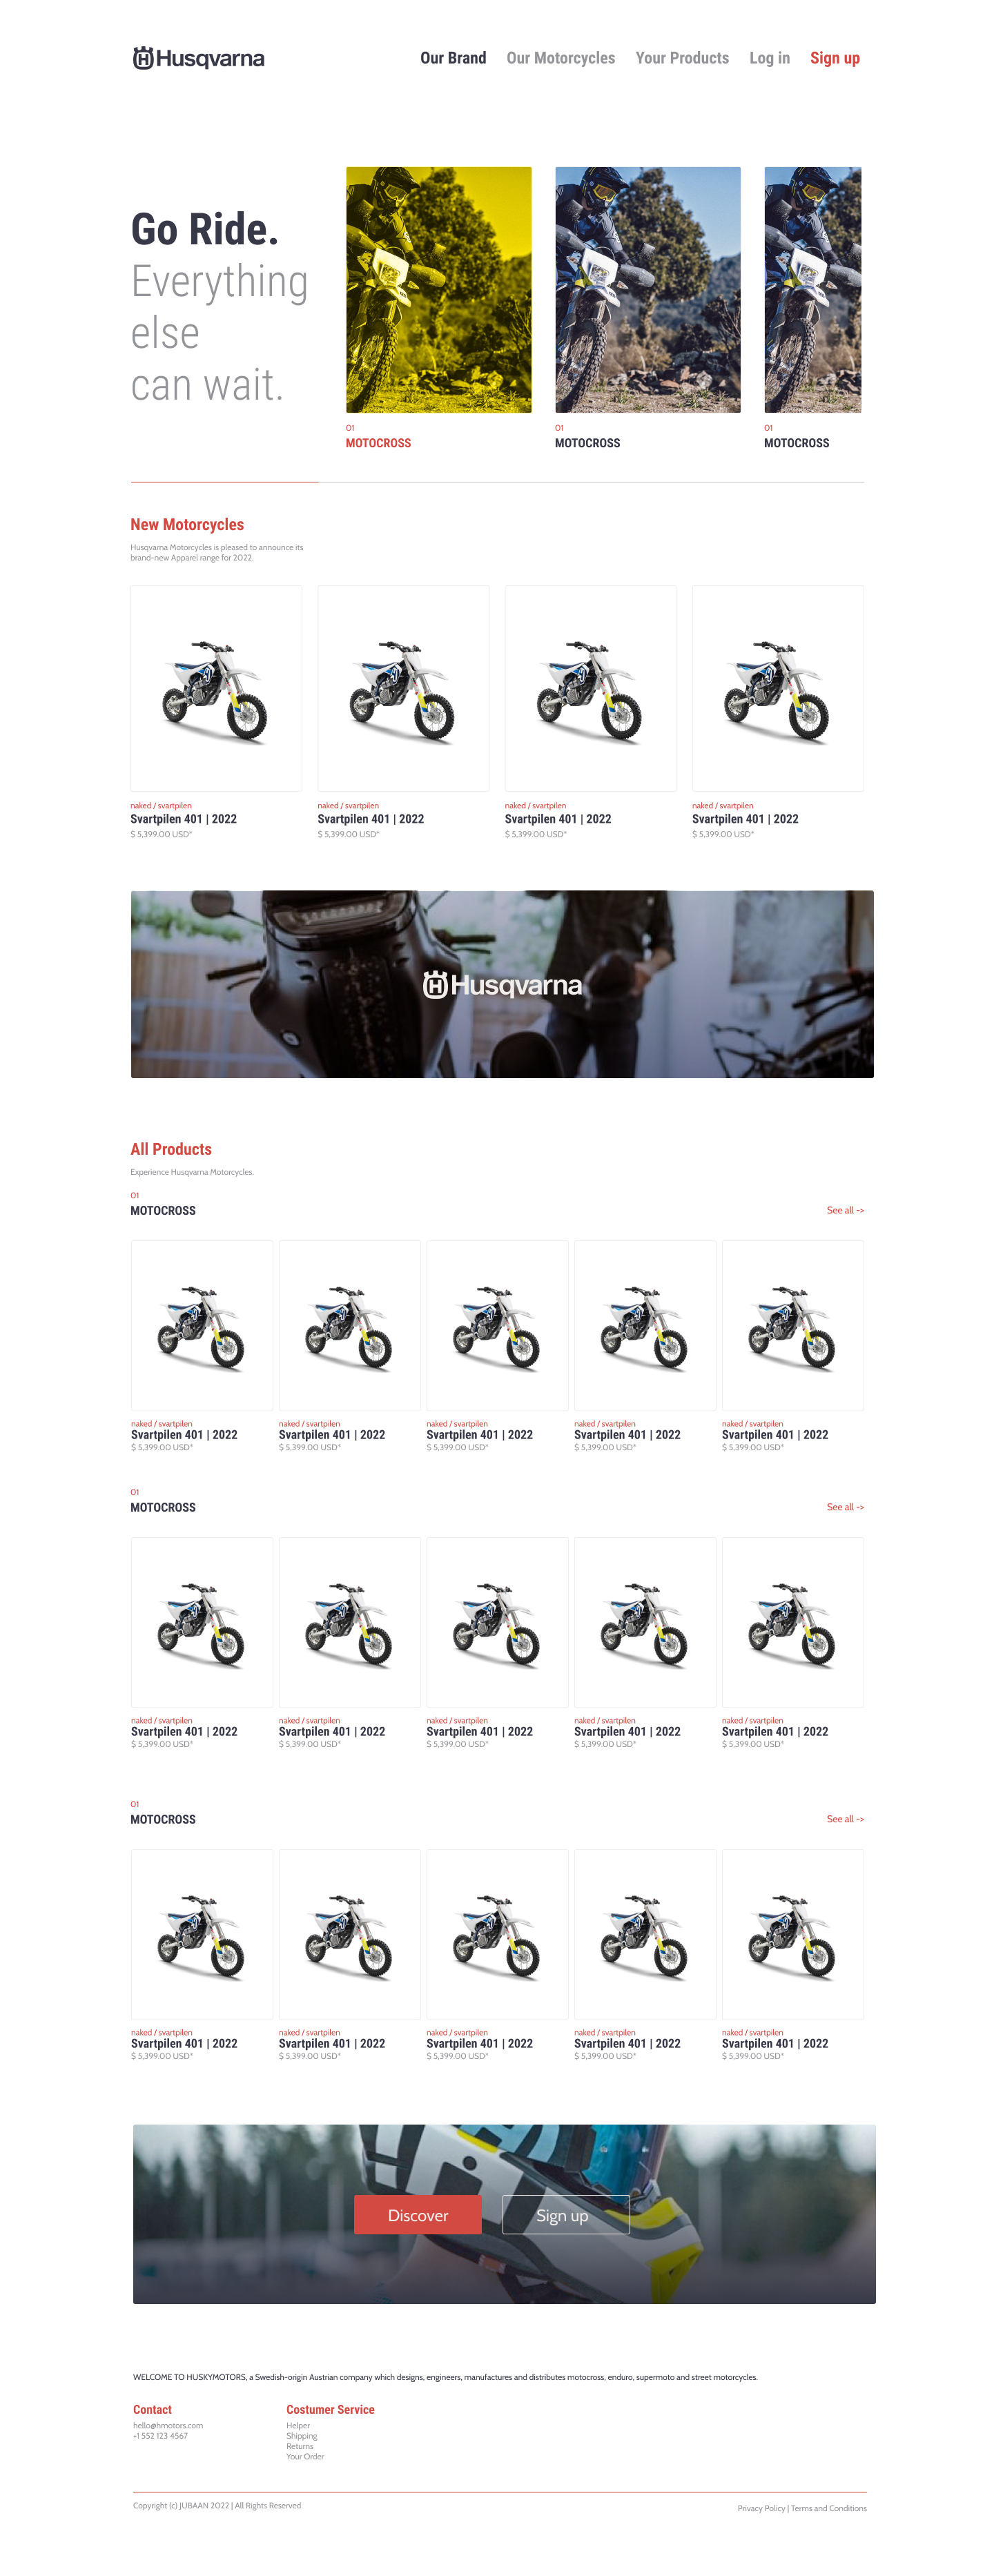 Husqvarna
Our Brand Our Motorcycles Your Products Log in Sign up
Go Ride.
Everything
else
can wait.
01
MOTOCROSS
01
MOTOCROSS
01
MOTOCROSS
New Motorcycles
Husqvarna Motorcycles is pleased to announce its
brand-new Apparel range for 2022.
naked / svartpilen
Svartpilen 401 | 2022
$ 5,399.00 USD*
naked / svartpilen
Svartpilen 401 | 2022
$ 5,399.00 USD*
naked / svartpilen
Svartpilen 401 | 2022
$ 5,399.00 USD*
naked / svartpilen
Svartpilen 401 | 2022
$ 5,399.00 USD*
Husqvarna
All Products
Experience Husqvarna Motorcycles.
01
MOTOCROSS
See all ->
naked / svartpilen
Svartpilen 401 | 2022
$ 5,399.00 USD*
naked / svartpilen
Svartpilen 401 | 2022
$ 5,399.00 USD*
naked / svartpilen
Svartpilen 401 | 2022
$ 5,399.00 USD*
naked / svartpilen
Svartpilen 401 | 2022
$ 5,399.00 USD*
naked / svartpilen
Svartpilen 401 | 2022
$ 5,399.00 USD*
01
MOTOCROSS
See all ->
naked / svartpilen
Svartpilen 401 | 2022
$ 5,399.00 USD*
naked / svartpilen
Svartpilen 401 | 2022
$ 5,399.00 USD*
naked / svartpilen
Svartpilen 401 | 2022
$ 5,399.00 USD*
naked / svartpilen
Svartpilen 401 | 2022
$ 5,399.00 USD*
naked / svartpilen
Svartpilen 401 | 2022
$ 5,399.00 USD*
01
MOTOCROSS
See all ->
naked / svartpilen
Svartpilen 401 | 2022
$ 5,399.00 USD*
naked / svartpilen
Svartpilen 401 | 2022
$ 5,399.00 USD*
naked / svartpilen
Svartpilen 401 | 2022
$ 5,399.00 USD*
naked / svartpilen
Svartpilen 401 | 2022
$ 5,399.00 USD*
naked / svartpilen
Svartpilen 401 | 2022
$ 5,399.00 USD*
Discover
Sign up
WELCOME TO HUSKYMOTORS, a Swedish-origin Austrian company which designs, engineers, manufactures and distributes motocross, enduro, supermoto and street motorcycles.
Contact
hello@hmotors.com
+1 552 123 4567
Costumer Service
Helper
Shipping
Returns
Your Order
Copyright (c) JUBAAN 2022 | All Rights Reserved
Privacy Policy | Terms and Conditions